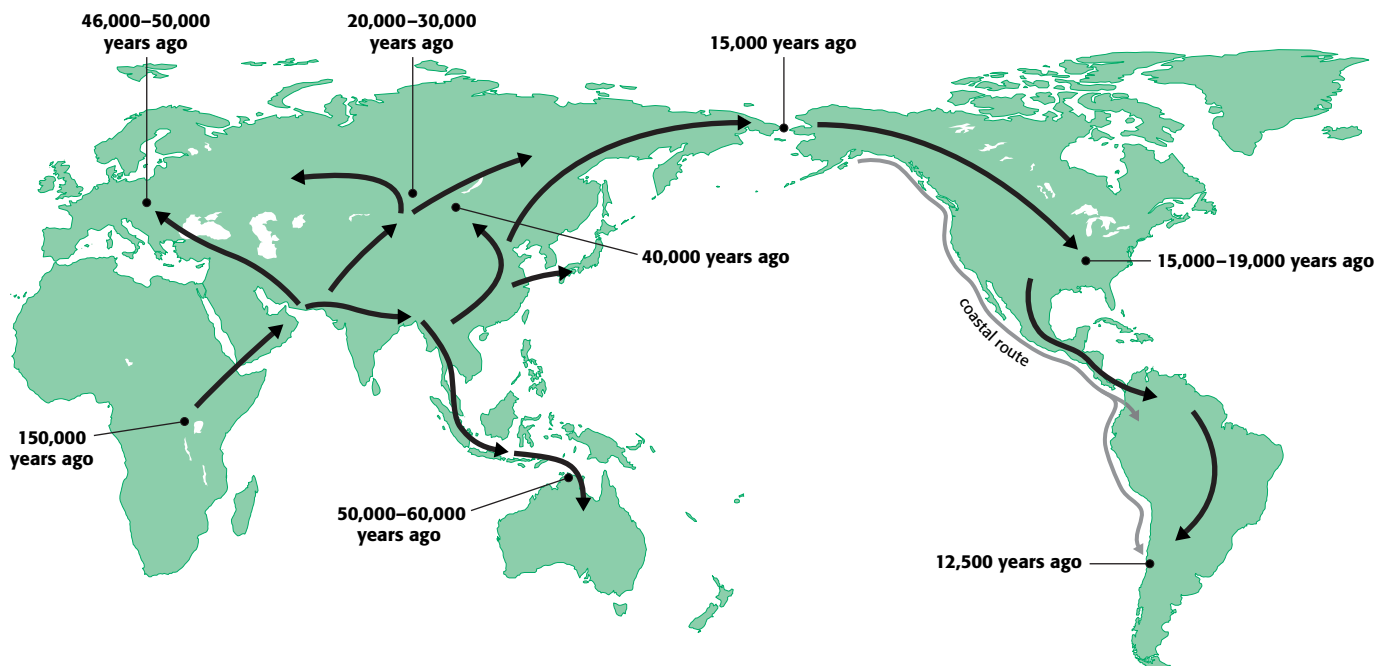 46,000–50,000
years ago
20,000–30,000
years ago
15,000 years ago
40,000 years ago
15,000–19,000 years ago
coastal route
150,000
years ago
50,000–60,000
years ago
12,500 years ago